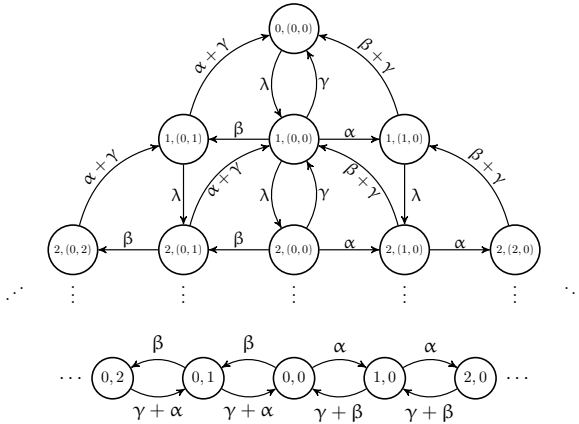 0, (0,0)
α + γ λ γ β + γ
1, (0,1) β 1, (0,0) α 1, (1,0)
α + γ λ α + γ λ γ β + γ λ β + γ
2, (0,2) β 2, (0,1) β 2, (0,0) α 2, (1,0) α 2, (2,0)
⋰ ⋮ ⋮ ⋮ ⋮ ⋮ ⋱
β β α α
⋯ 0, 2 0, 1 0, 0 1, 0 2, 0 ⋯
γ + α γ + α γ + β γ + β